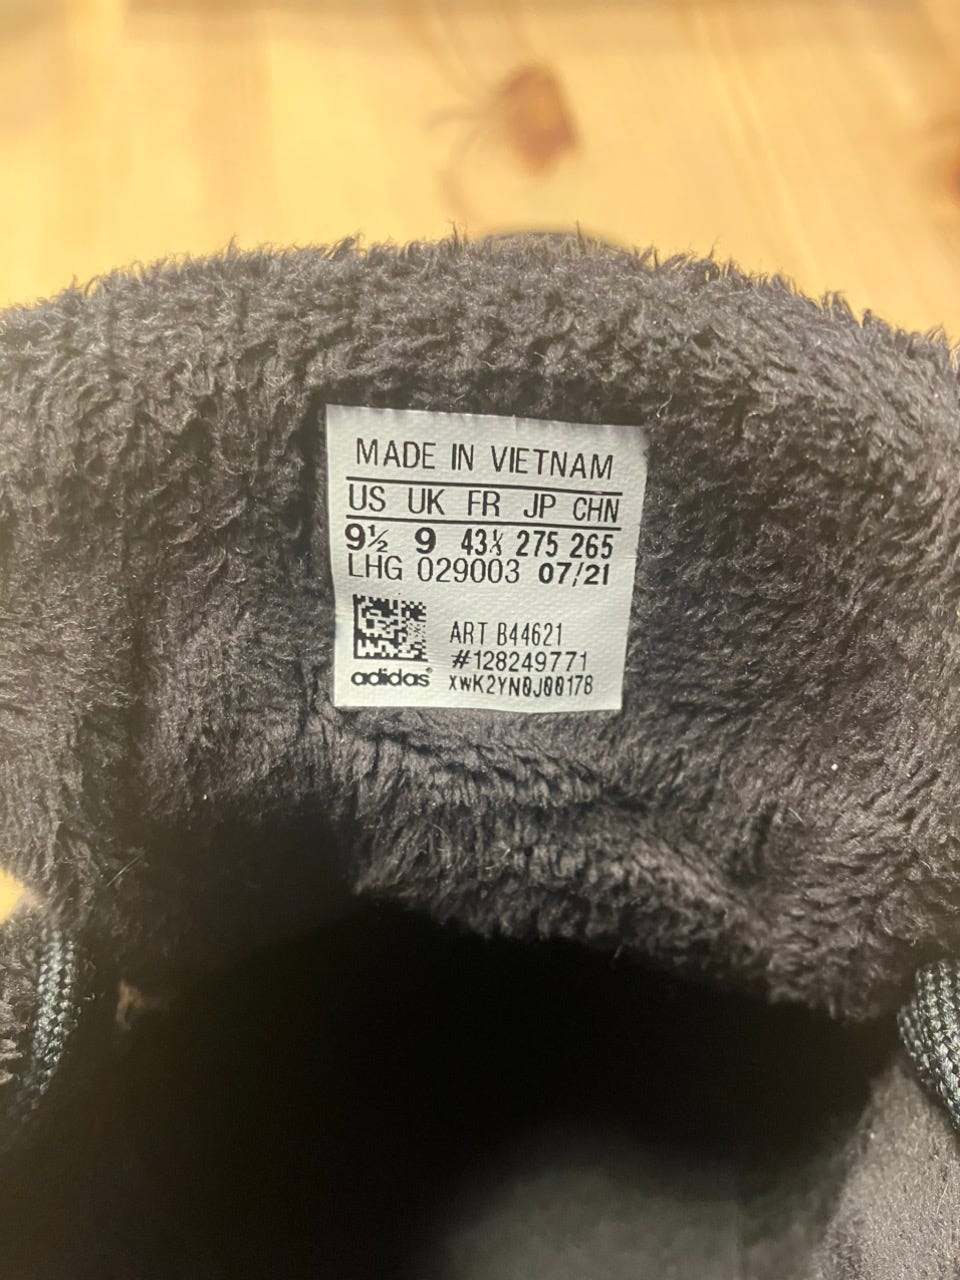 MADE IN VIETNAM
US UK FR JP CHN
9½ 9 43⅓ 275 265
LHG 029003 07/21
ART B44621
#128249771
adidas®
XWK2YN0J00178